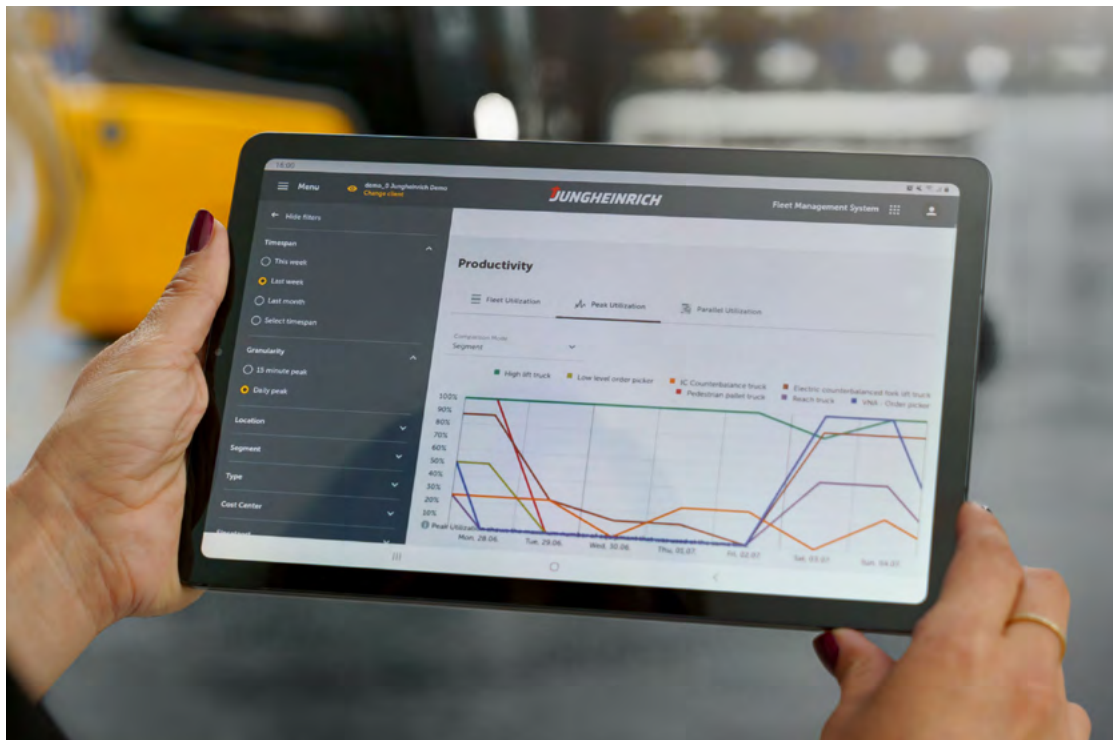 14:00
Menu
demo_5 Jungheinrich Demo
Change client
JUNGHEINRICH
Fleet Management System
Hide filters
Timespan
This week
Last week
Last month
Select timespan
Granularity
15 minute peak
Daily peak
Location
Segment
Type
Cost Center
Productivity
Fleet Utilization
Peak Utilization
Parallel Utilization
Comparison Mode
Segment
High lift truck
Low level order picker
IC Counterbalance truck
Electric counterbalanced fork lift truck
Pedestrian pallet truck
Reach truck
VNA - Order picker
100%
90%
80%
70%
60%
50%
40%
30%
20%
10%
Peak Utilization shows the
Mon, 28.06.
Tue, 29.06.
Wed, 30.06.
Thu, 01.07.
Fri, 02.07.
Sat, 03.07.
Sun, 04.07.